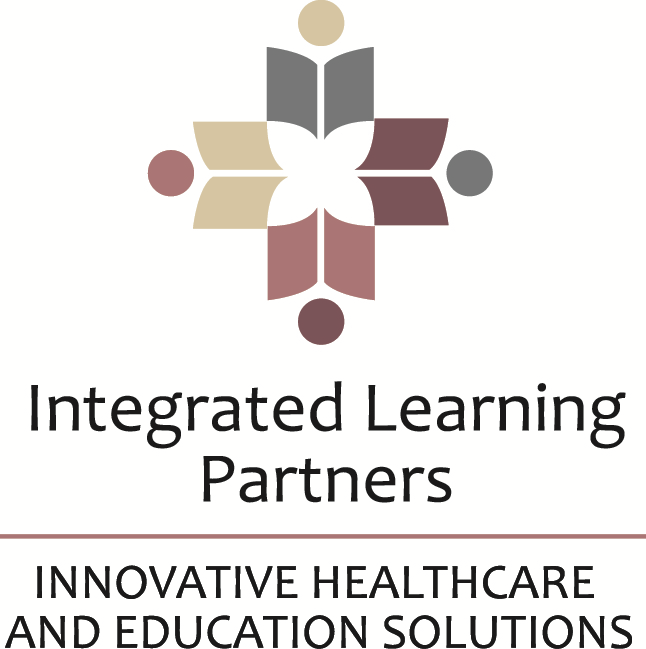 Integrated Learning
Partners
INNOVATIVE HEALTHCARE
AND EDUCATION SOLUTIONS